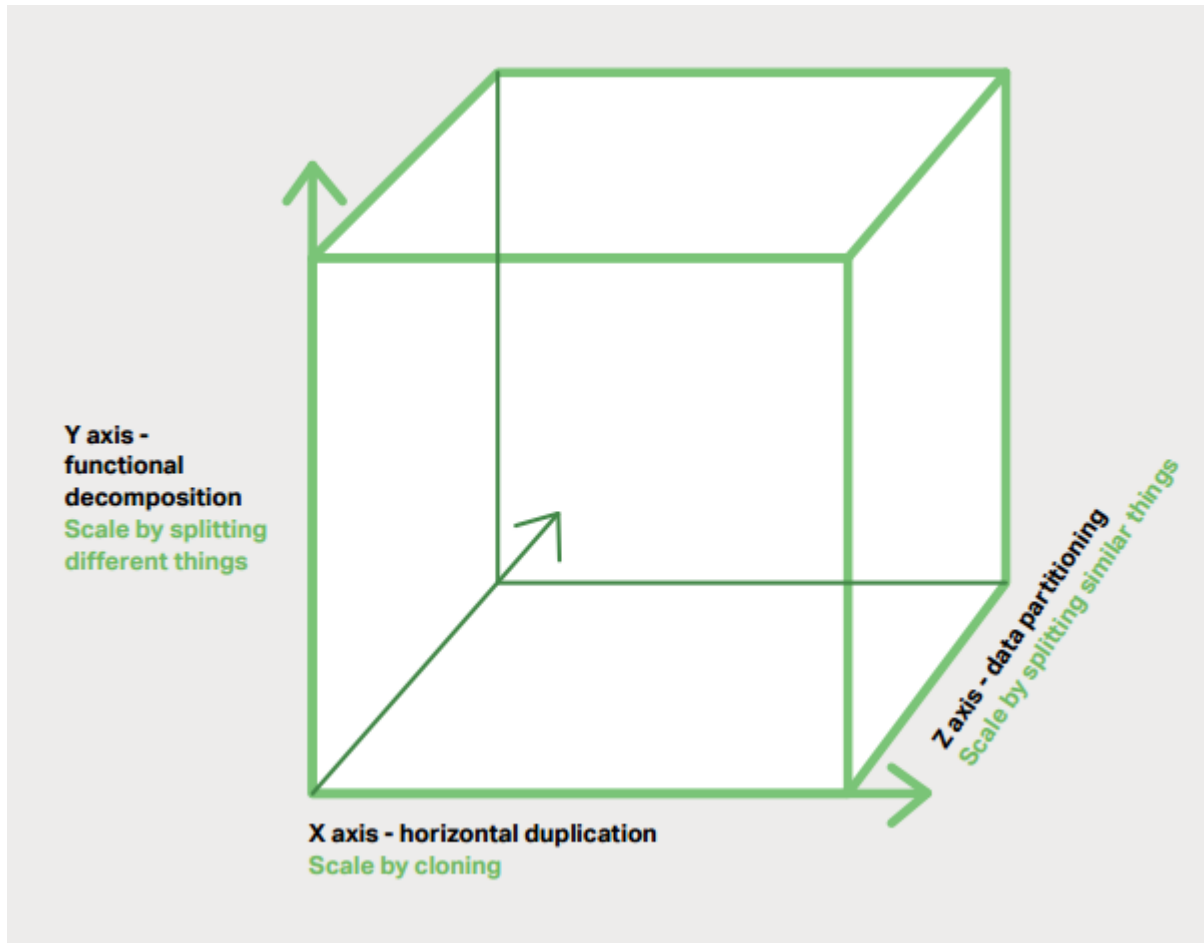 Y axis -
functional
decomposition
Scale by splitting
different things
Z axis - data partitioning
Scale by splitting similar things
X axis - horizontal duplication
Scale by cloning